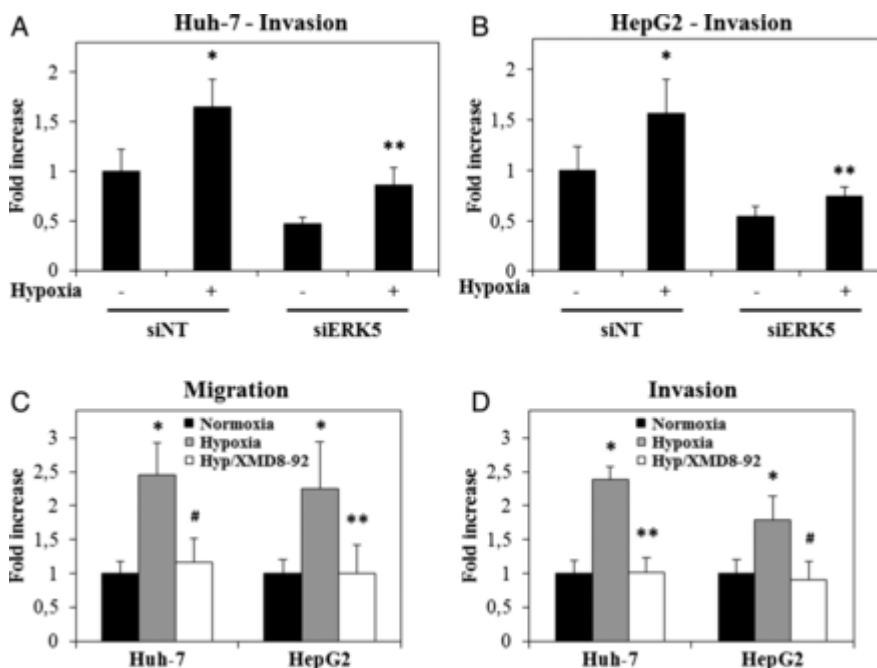 A
Huh-7 - Invasion
Fold increase
2
1,5
1
0,5
0
*
**
Hypoxia - + - +
siNT siERK5
B
HepG2 - Invasion
Fold increase
2
1,5
1
0,5
0
*
**
Hypoxia - + - +
siNT siERK5
C
Migration
Fold increase
3
2,5
2
1,5
1
0,5
0
Normoxia
Hypoxia
Hyp/XMD8-92
* *
# **
Huh-7 HepG2
D
Invasion
Fold increase
3
2,5
2
1,5
1
0,5
0
Normoxia
Hypoxia
Hyp/XMD8-92
* *
** #
Huh-7 HepG2